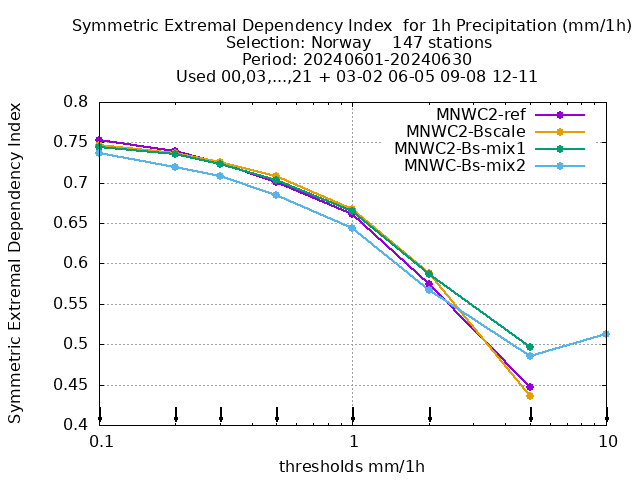 Symmetric Extremal Dependency Index  for 1h Precipitation (mm/1h)
Selection: Norway    147 stations
Period: 20240601-20240630
Used 00,03,...,21 + 03-02 06-05 09-08 12-11
Symmetric Extremal Dependency Index
0.8
0.75
0.7
0.65
0.6
0.55
0.5
0.45
0.4
MNWC2-ref
MNWC2-Bscale
MNWC2-Bs-mix1
MNWC-Bs-mix2
0.1
1
10
thresholds mm/1h